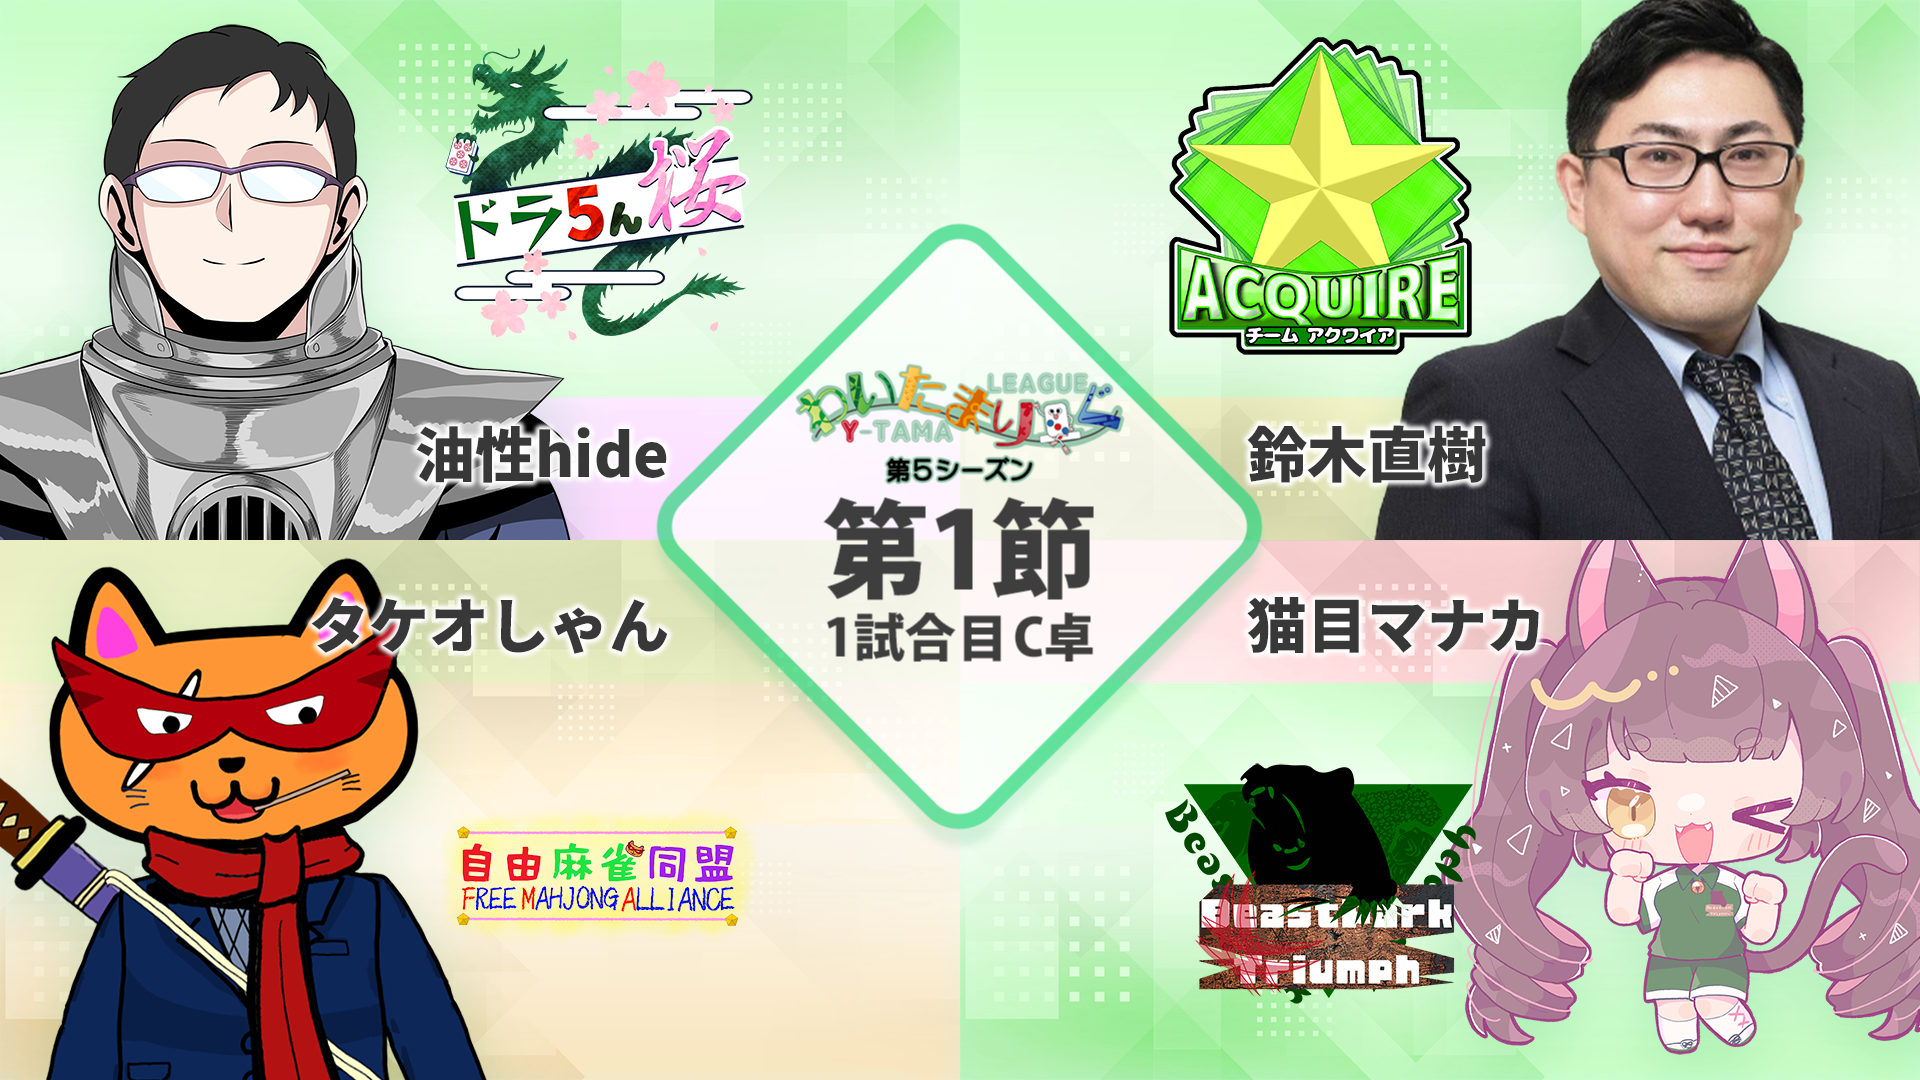 ドラ5ん桜
ACQUIRE
チーム アクワイア
油性hide
わいたまりーぐ
LEAGUE
Y-TAMA
第5シーズン
第1節
1試合目C卓
鈴木直樹
タケオしゃん
猫目マナカ
自由麻雀同盟
FREE MAHJONG ALLIANCE
Beastmark
Triumph